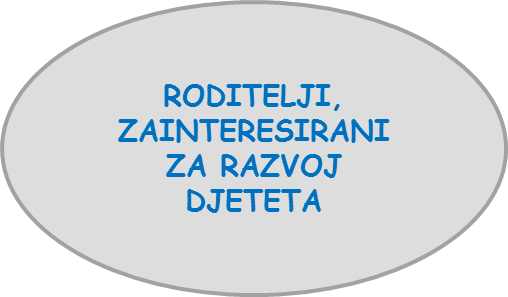 RODITELJI,
ZAINTERESIRANI
ZA RAZVOJ
DJETETA